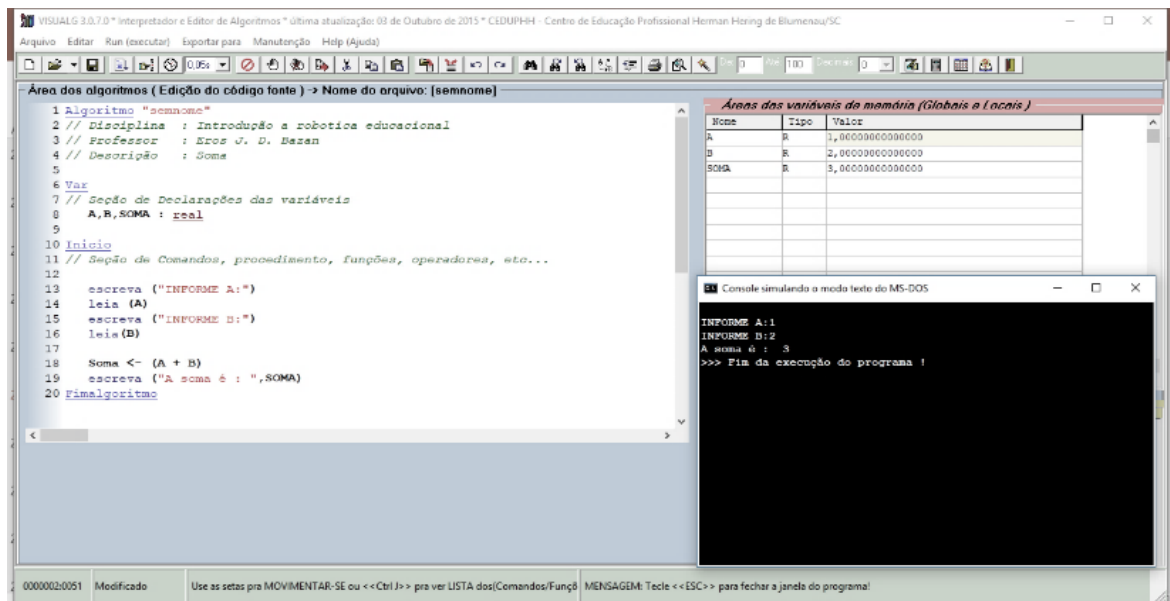 VISUALG 3.0.7.0 * Interpretador e Editor de Algoritmos * última atualização: 03 de Outubro de 2015 * CEDUPHH - Centro de Educação Profissional Herman Hering de Blumenau/SC
Arquivo Editar Run (executar) Exportar para Manutenção Help (Ajuda)
0,05s De 0 Até 100 Decimais 0
Área dos algoritmos ( Edição do código fonte ) -> Nome do arquivo: [semnome]
1 Algoritmo "semnome"
2 // Disciplina : Introdução a robotica educacional
3 // Professor : Eros J. D. Bazan
4 // Descrição : Soma
5
6 Var
7 // Seção de Declarações das variáveis
8 A,B,SOMA : real
9
10 Inicio
11 // Seção de Comandos, procedimento, funções, operadores, etc...
12
13 escreva ("INFORME A:")
14 leia (A)
15 escreva ("INFORME B:")
16 leia(B)
17
18 Soma <- (A + B)
19 escreva ("A soma é : ",SOMA)
20 Fimalgoritmo
Áreas das variáveis de memória (Globais e Locais )
Nome Tipo Valor
A R 1,00000000000000
B R 2,00000000000000
SOMA R 3,00000000000000
Console simulando o modo texto do MS-DOS
INFORME A:1
INFORME B:2
A soma é : 3
>>> Fim da execução do programa !
0000002:0051 Modificado Use as setas pra MOVIMENTAR-SE ou <<Ctrl J>> pra ver LISTA dos(Comandos/Funçõ MENSAGEM: Tecle <<ESC>> para fechar a janela do programa!